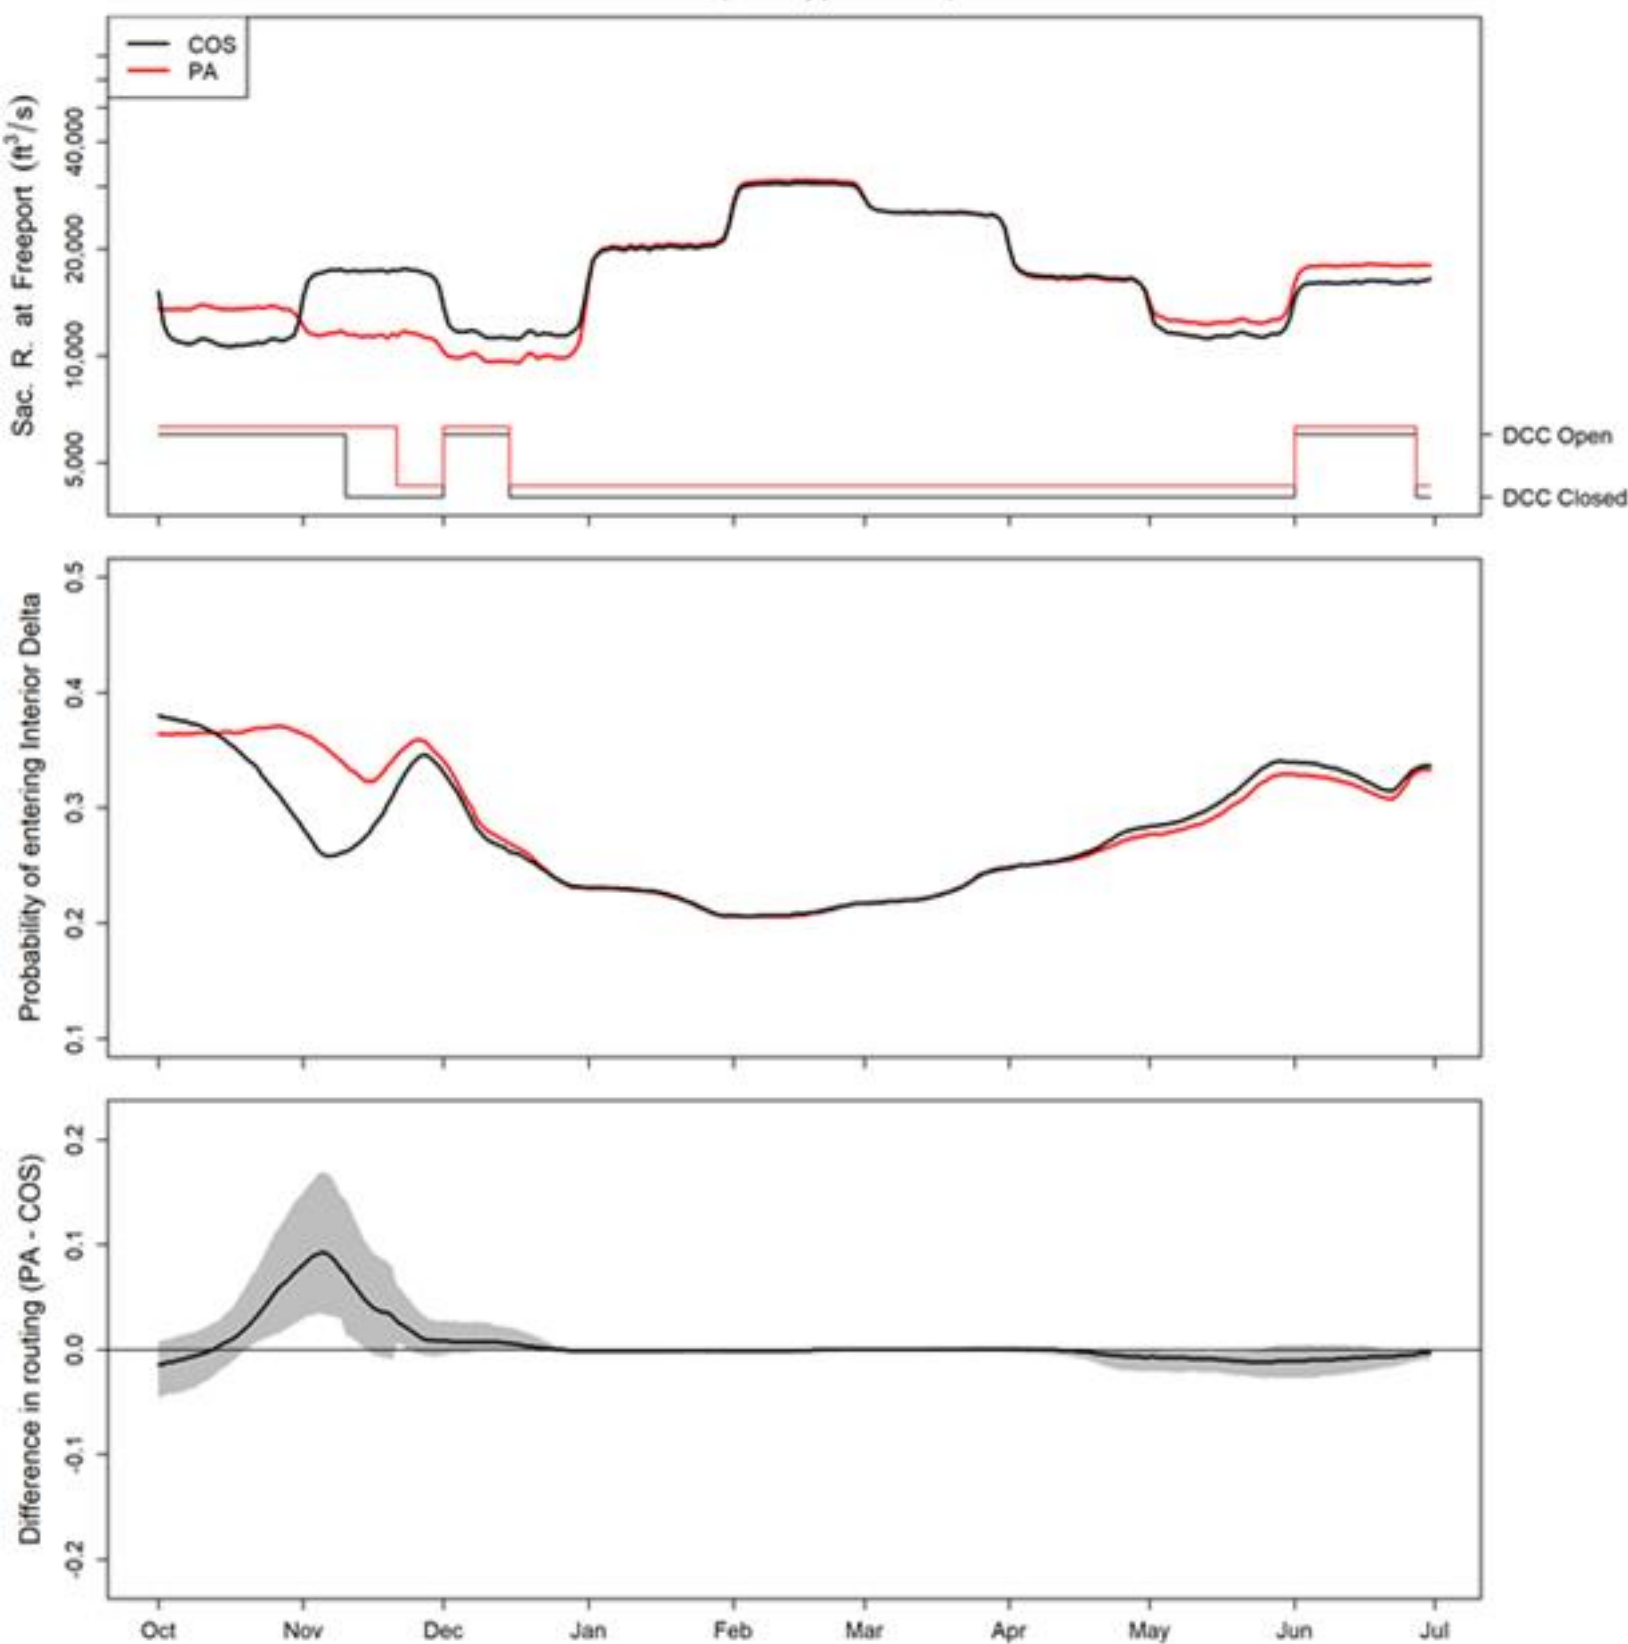 COS
PA
Sac. R. at Freeport (ft³/s)
40,000
20,000
10,000
5,000
DCC Open
DCC Closed
Probability of entering Interior Delta
0.5
0.4
0.3
0.2
0.1
Difference in routing (PA - COS)
0.2
0.1
0.0
-0.1
-0.2
Oct Nov Dec Jan Feb Mar Apr May Jun Jul